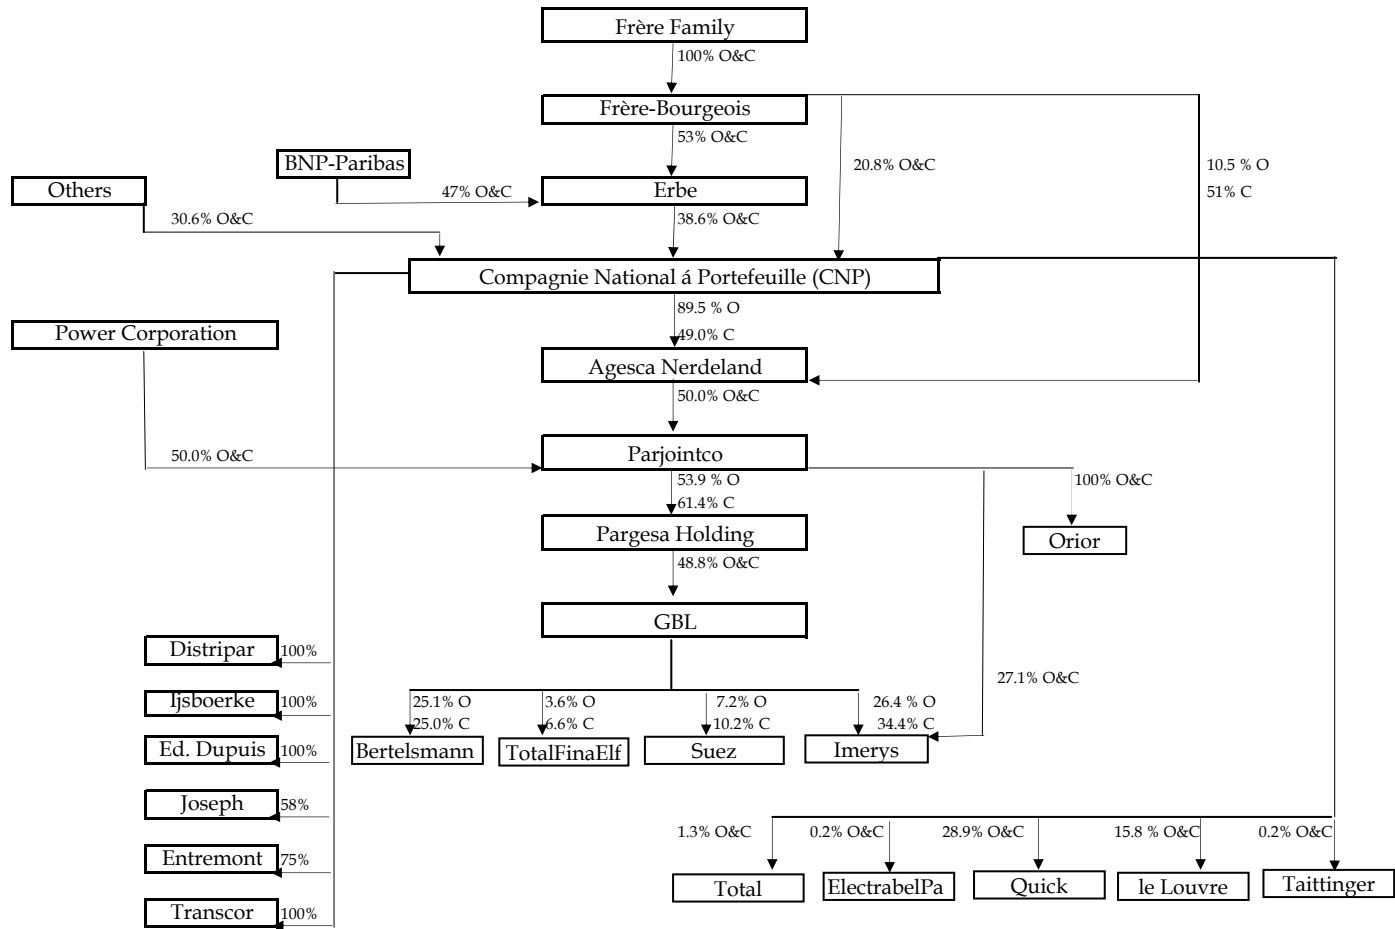 Frère Family
100% O&C
Frère-Bourgeois
53% O&C
BNP-Paribas
20.8% O&C
10.5 % O
51% C
Others
47% O&C
Erbe
30.6% O&C
38.6% O&C
Compagnie National á Portefeuille (CNP)
89.5 % O
49.0% C
Power Corporation
Agesca Nerdeland
50.0% O&C
50.0% O&C
Parjointco
53.9 % O
61.4% C
100% O&C
Pargesa Holding
Orior
48.8% O&C
GBL
Distripar
100%
27.1% O&C
Ijsboerke
100%
25.1% O
25.0% C
3.6% O
6.6% C
7.2% O
10.2% C
26.4 % O
34.4% C
Ed. Dupuis
100%
Bertelsmann
TotalFinaElf
Suez
Imerys
Joseph
58%
1.3% O&C
0.2% O&C
28.9% O&C
15.8 % O&C
0.2% O&C
Entremont
75%
Total
ElectrabelPa
Quick
le Louvre
Taittinger
Transcor
100%